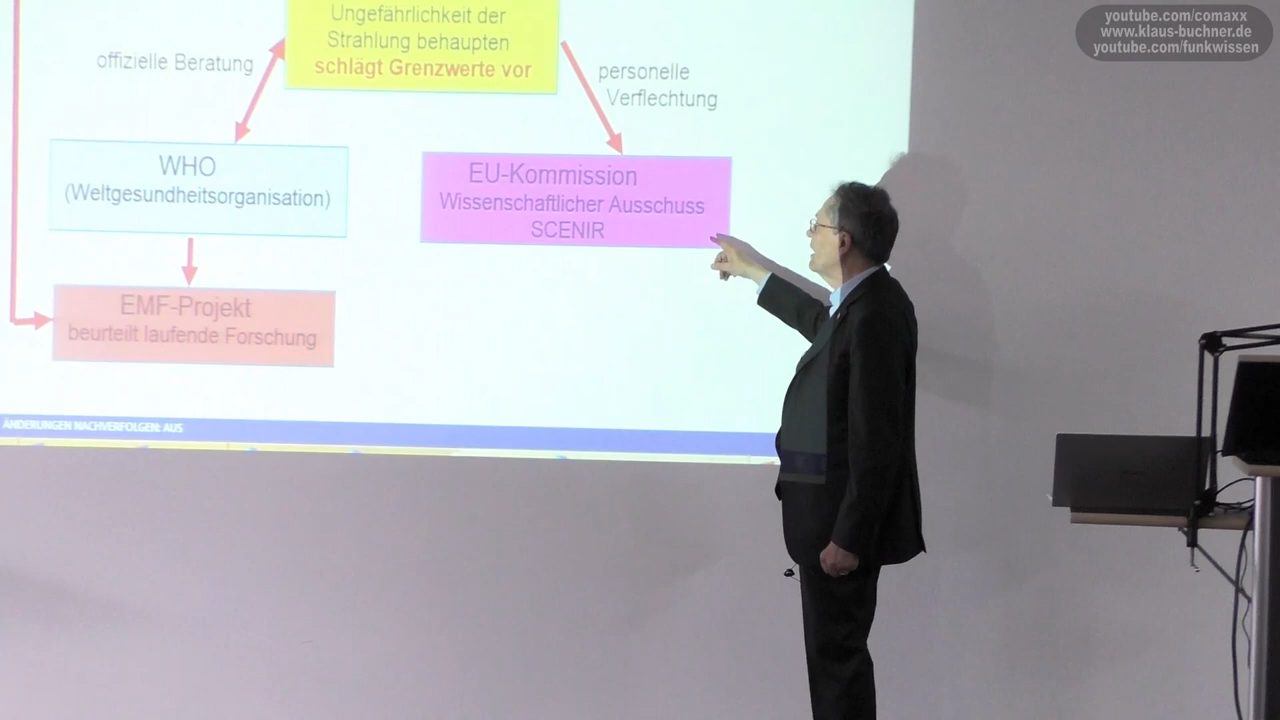 youtube.com/comaxx
www.klaus-buchner.de
youtube.com/funkwissen
Ungefährlichkeit der
Strahlung behaupten
schlägt Grenzwerte vor
offizielle Beratung
personelle
Verflechtung
WHO
(Weltgesundheitsorganisation)
EU-Kommission
Wissenschaftlicher Ausschuss
SCENIR
EMF-Projekt
beurteilt laufende Forschung
ÄNDERUNGEN NACHVERFOLGEN: AUS